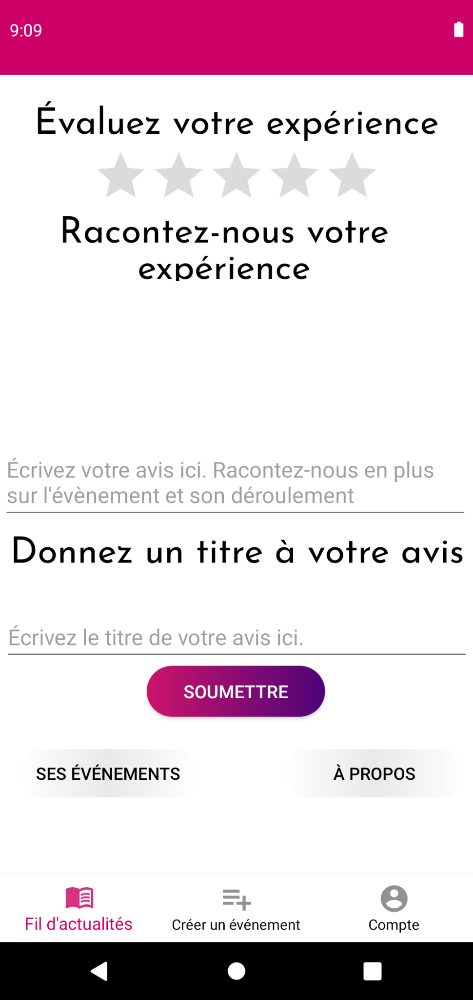 9:09
Évaluez votre expérience
Racontez-nous votre
expérience
Écrivez votre avis ici. Racontez-nous en plus
sur l'évènement et son déroulement
Donnez un titre à votre avis
Écrivez le titre de votre avis ici.
SOUMETTRE
SES ÉVÉNEMENTS
À PROPOS
Fil d'actualités
Créer un événement
Compte